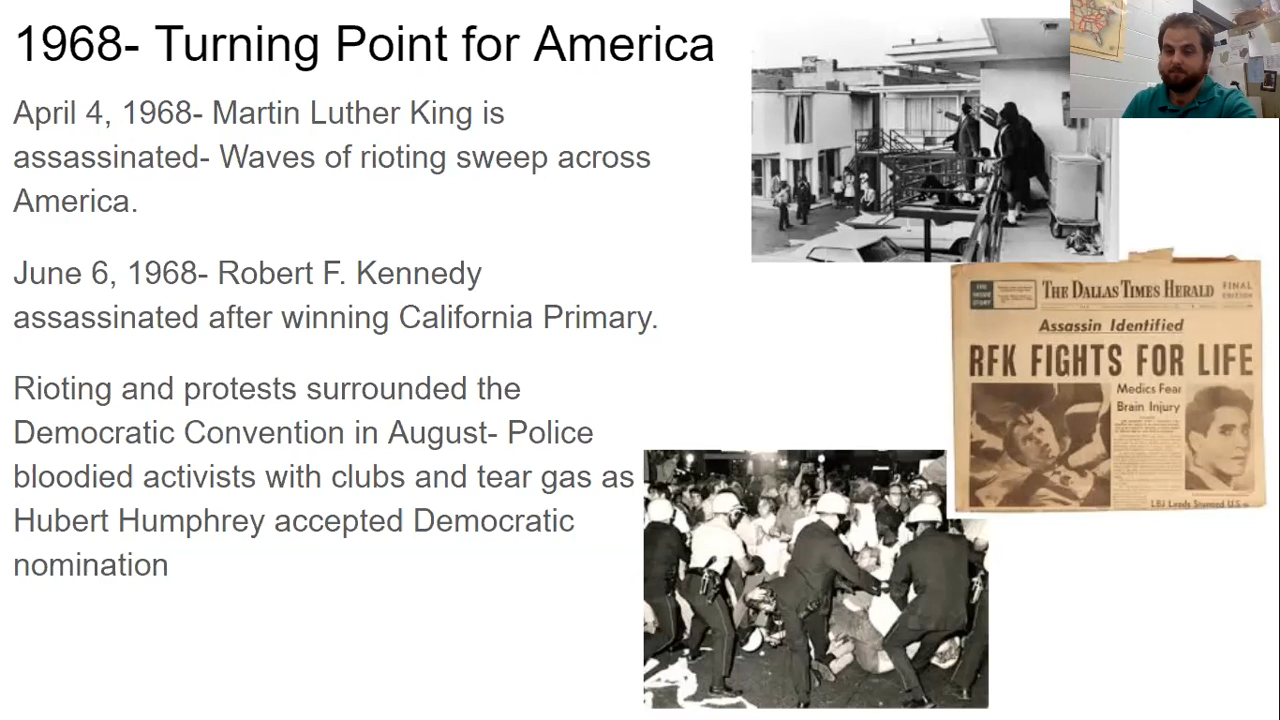 1968- Turning Point for America
April 4, 1968- Martin Luther King is
assassinated- Waves of rioting sweep across
America.
June 6, 1968- Robert F. Kennedy
assassinated after winning California Primary.
Rioting and protests surrounded the
Democratic Convention in August- Police
bloodied activists with clubs and tear gas as
Hubert Humphrey accepted Democratic
nomination
THE DALLAS TIMES HERALD
FINAL
EDITION
Assassin Identified
RFK FIGHTS FOR LIFE
Medics Fear
Brain Injury
LBJ Leads Stunned U.S.